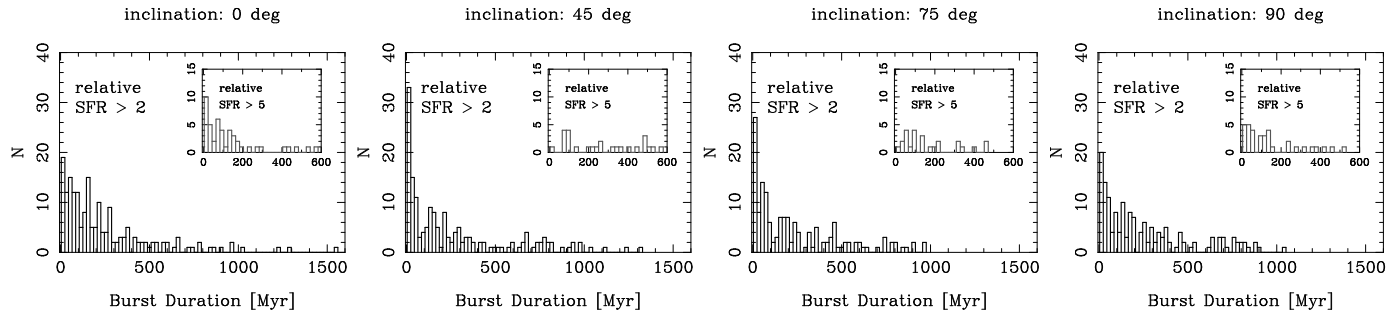 inclination: 0 deg
inclination: 45 deg
inclination: 75 deg
inclination: 90 deg
N
0 10 20 30 40
relative
SFR > 2
0 5 10 15
relative
SFR > 5
0 200 400 600
0 500 1000 1500
Burst Duration [Myr]
N
0 10 20 30 40
relative
SFR > 2
0 5 10 15
relative
SFR > 5
0 200 400 600
0 500 1000 1500
Burst Duration [Myr]
N
0 10 20 30 40
relative
SFR > 2
0 5 10 15
relative
SFR > 5
0 200 400 600
0 500 1000 1500
Burst Duration [Myr]
N
0 10 20 30 40
relative
SFR > 2
0 5 10 15
relative
SFR > 5
0 200 400 600
0 500 1000 1500
Burst Duration [Myr]